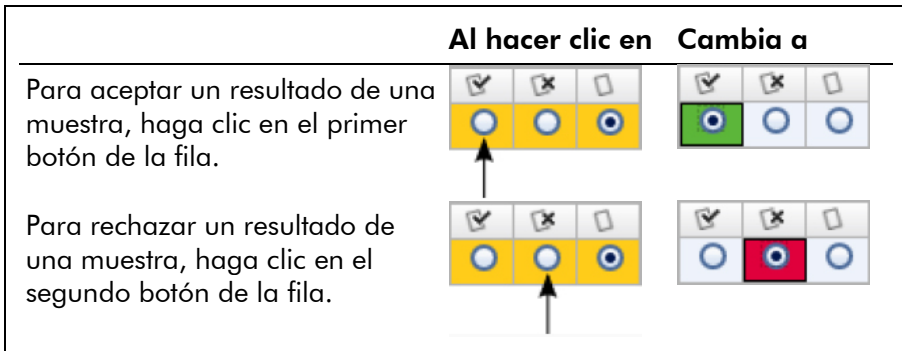 Al hacer clic en Cambia a
Para aceptar un resultado de una
muestra, haga clic en el primer
botón de la fila.
Para rechazar un resultado de
una muestra, haga clic en el
segundo botón de la fila.